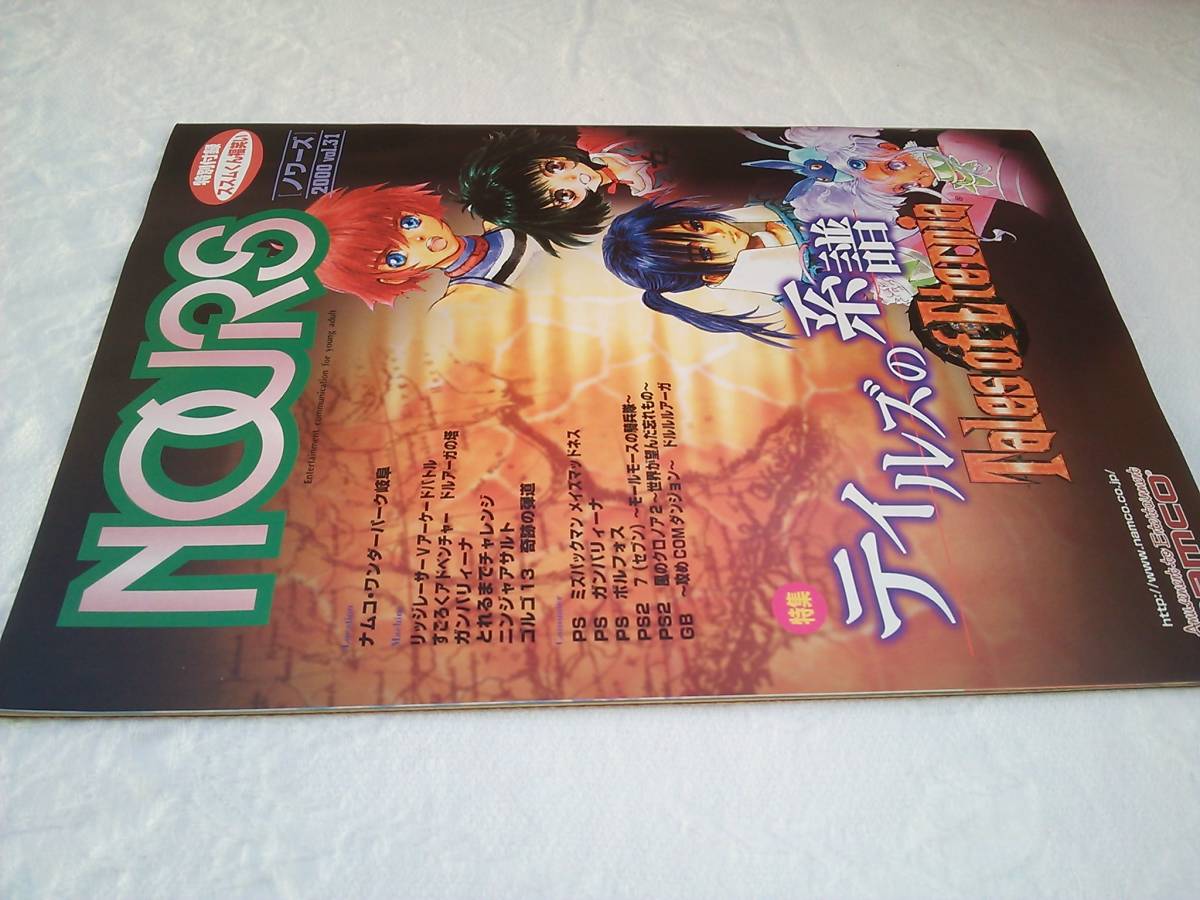 特別付録
ススムくん福笑い
[ノワーズ]
2000 vol.31
NOURS
Entertainment communication for young adult
Location
ナムコ・ワンダーパーク岐阜
Machine
リッジレーサーVアーケードバトル
すごろくアドベンチャー ドルアーガの塔
ガンバリィーナ
とれるまでチャレンジ
ニンジャアサルト
ゴルゴ13 奇跡の弾道
Consumer
PS ミズパックマン メイズマッドネス
PS ガンバリィーナ
PS ボルフォス
PS2 7(セブン)～モールモースの騎兵隊～
PS2 風のクロノア2～世界が望んだ忘れもの～
GB ～攻めCOMダンジョン～ ドルルルアーガ
特集
テイルズの系譜
Tales of Eternia
http://www.namco.co.jp/
Amusement to Entertainment
namco